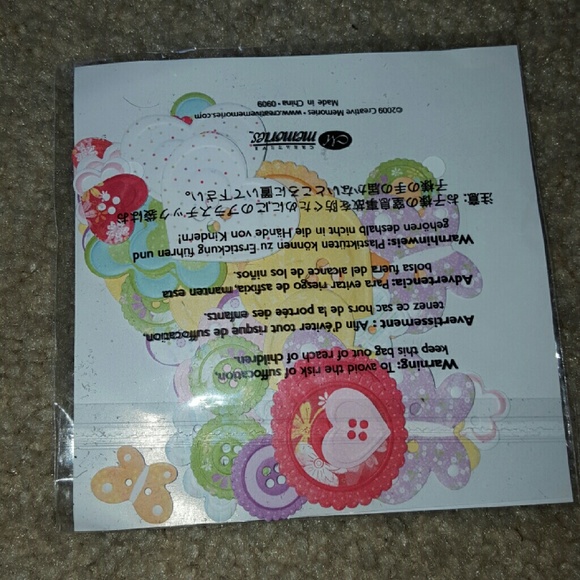 Warning: To avoid the risk of suffocation,
keep this bag out of reach of children.
Avertissement : Afin d'éviter tout risque de suffocation,
tenez ce sac hors de la portée des enfants.
Advertencia: Para evitar riesgo de asfixia, manten esta
bolsa fuera del alcance de los niños.
Warnhinweis: Plastiktüten können zu Erstickung führen und
gehören deshalb nicht in die Hände von Kindern!
注意: お子様の窒息事故を防ぐためにこのプラスチック袋はお
子様の手の届かないところに置いて下さい。
CM
CREATIVE
memories
©2009 Creative Memories • www.creativememories.com
Made in China • 0909